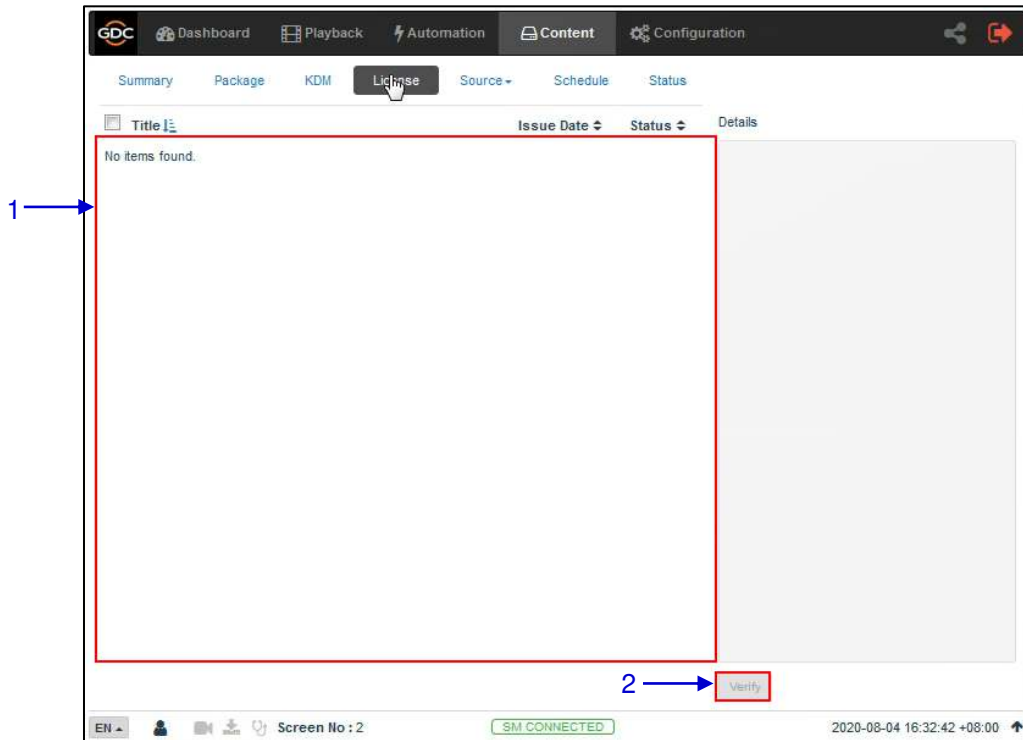 GDC Dashboard Playback Automation Content Configuration
Summary Package KDM License Source Schedule Status
Title Issue Date Status Details
No items found.
1
2 Verify
EN Screen No : 2 SM CONNECTED 2020-08-04 16:32:42 +08:00